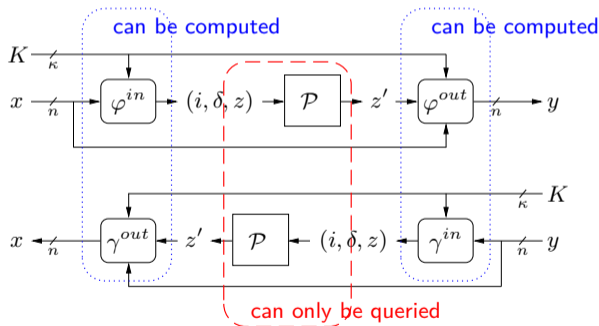 can be computed can be computed
K κ
x n φ^in (i, δ, z) P z′ φ^out n y
κ K
x n γ^out z′ P (i, δ, z) γ^in n y
can only be queried